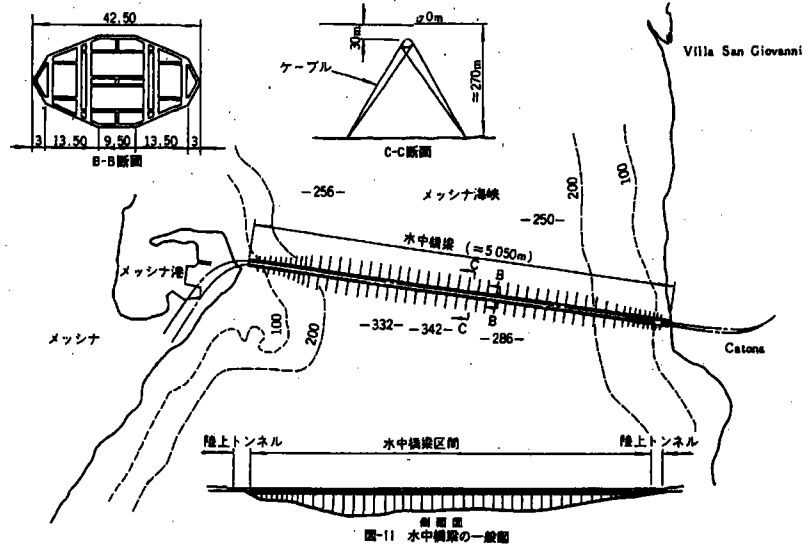 42.50
3 13.50 9.50 13.50 3
B-B断面
▽0m
30m
≒270m
ケーブル
C-C断面
Villa San Giovanni
メッシナ海峡
-256-
-250-
200
100
水中橋梁 (≒5 050m)
メッシナ港
メッシナ
C
B
100
200
-332-
-342-
C
B
-286-
Catona
陸上トンネル
水中橋梁区間
陸上トンネル
側面図
図-11 水中橋梁の一般図